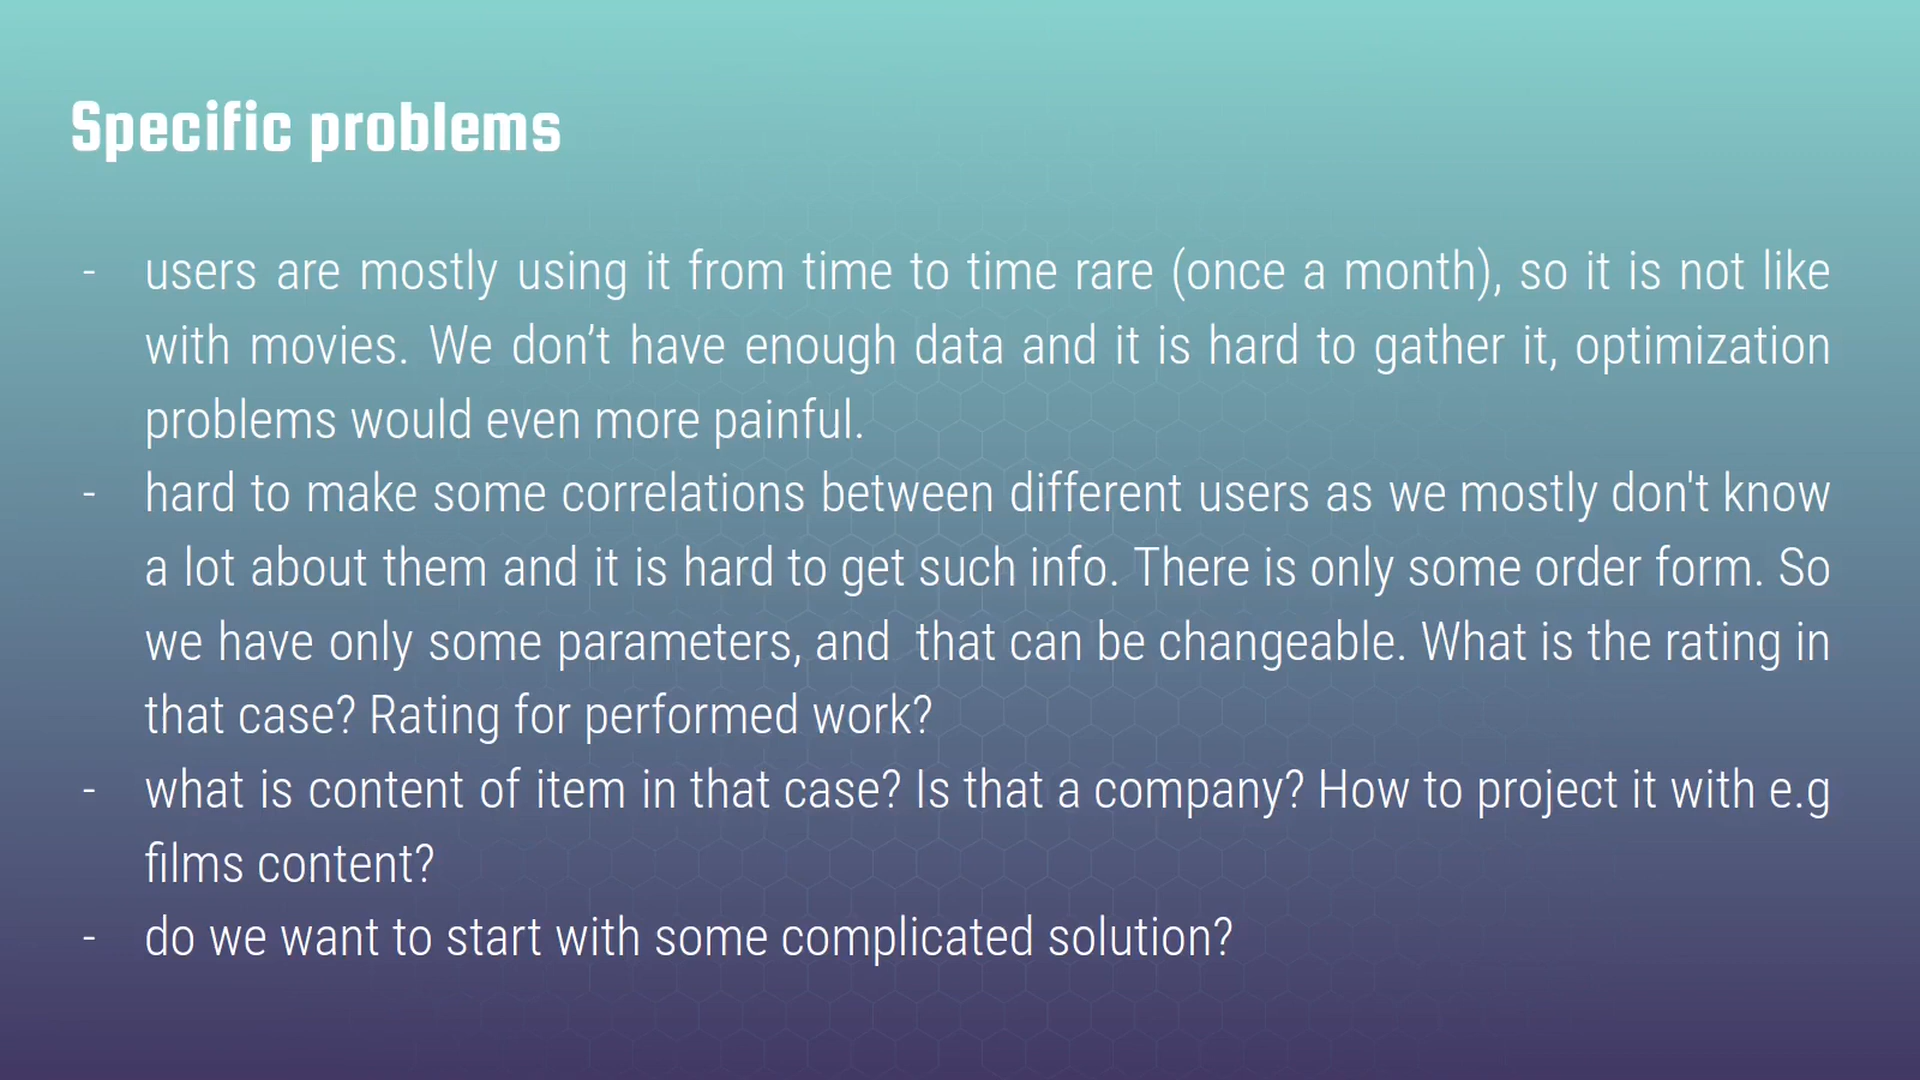 Specific problems
- users are mostly using it from time to time rare (once a month), so it is not like
with movies. We don’t have enough data and it is hard to gather it, optimization
problems would even more painful.
- hard to make some correlations between different users as we mostly don't know
a lot about them and it is hard to get such info. There is only some order form. So
we have only some parameters, and  that can be changeable. What is the rating in
that case? Rating for performed work?
- what is content of item in that case? Is that a company? How to project it with e.g
films content?
- do we want to start with some complicated solution?